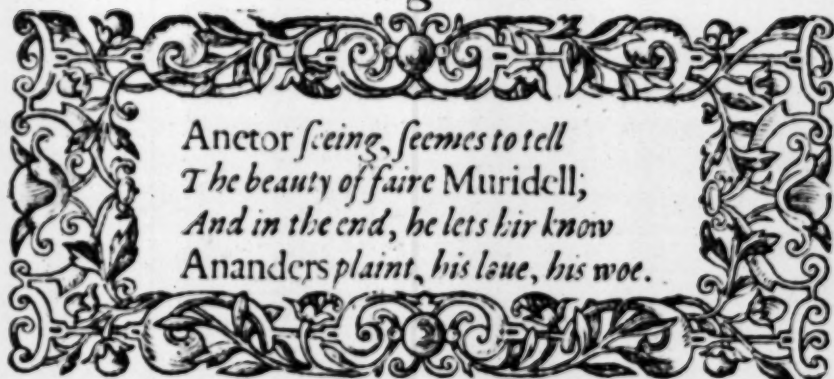 Anetor ſeeing, ſeemes to tell
The beauty of faire Muridell;
And in the end, he lets hir know
Ananders plaint, his loue, his woe.